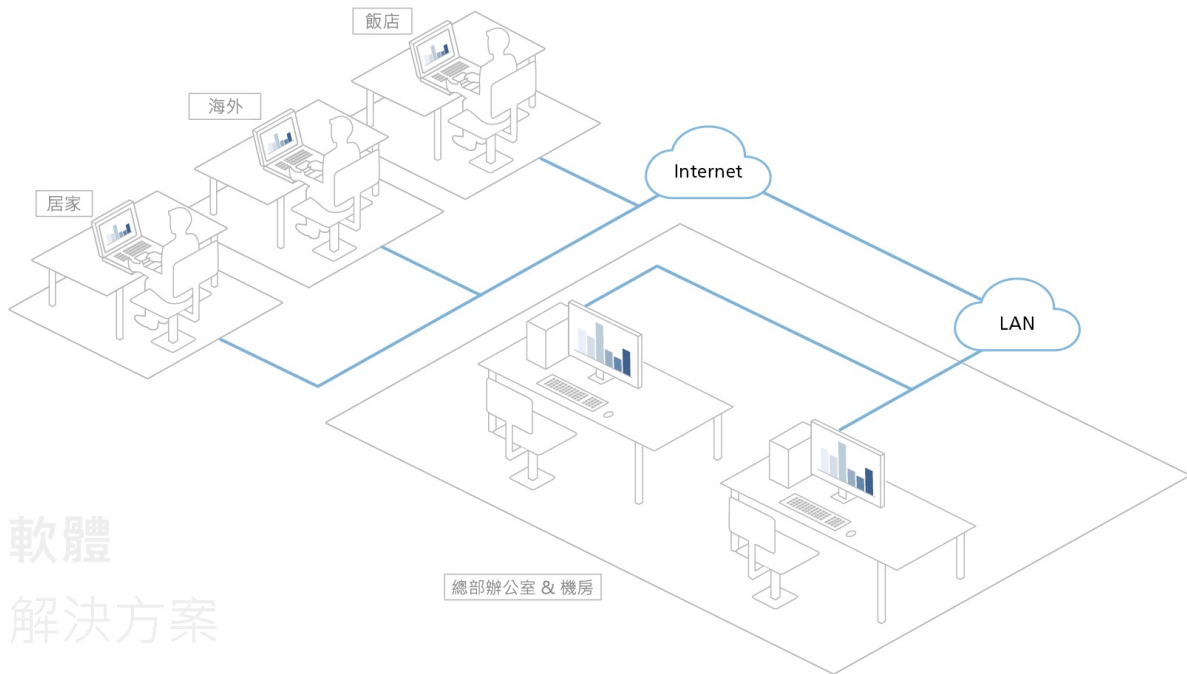 飯店
海外
居家
Internet
LAN
總部辦公室 & 機房
軟體
解決方案